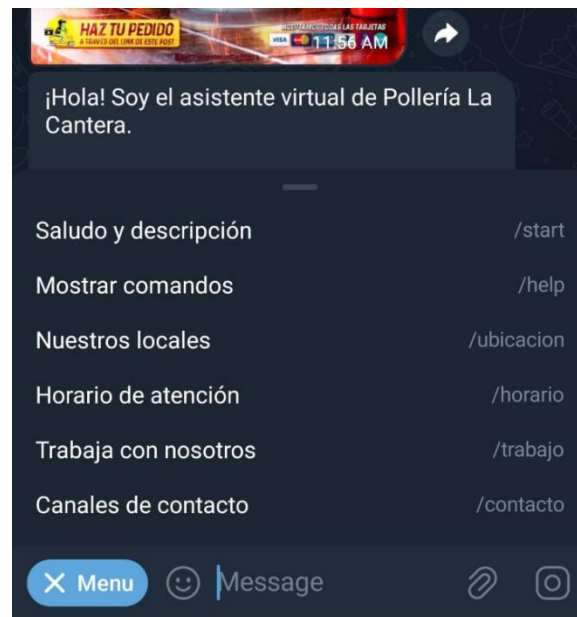 HAZ TU PEDIDO
A TRAVES DEL LINK DE ESTE POST
ACEPTAMOS TODAS LAS TARJETAS
VISA
11:56 AM
¡Hola! Soy el asistente virtual de Pollería La
Cantera.
Saludo y descripción /start
Mostrar comandos /help
Nuestros locales /ubicacion
Horario de atención /horario
Trabaja con nosotros /trabajo
Canales de contacto /contacto
Menu Message